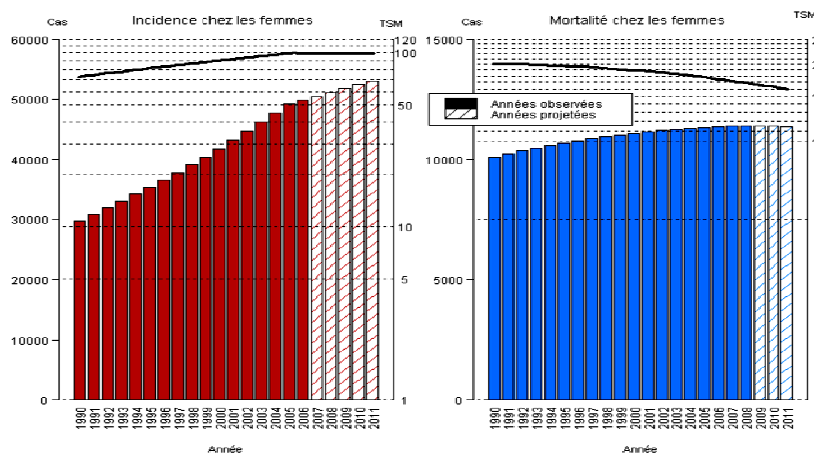 Cas
Incidence chez les femmes
TSM
60000
50000
40000
30000
20000
10000
0
120
100
50
10
5
1
1990 1991 1992 1993 1994 1995 1996 1997 1998 1999 2000 2001 2002 2003 2004 2005 2006 2007 2008 2009 2010 2011
Année
Cas
Mortalité chez les femmes
TSM
15000
10000
5000
0
Années observées
Années projetées
1990 1991 1992 1993 1994 1995 1996 1997 1998 1999 2000 2001 2002 2003 2004 2005 2006 2007 2008 2009 2010 2011
Année